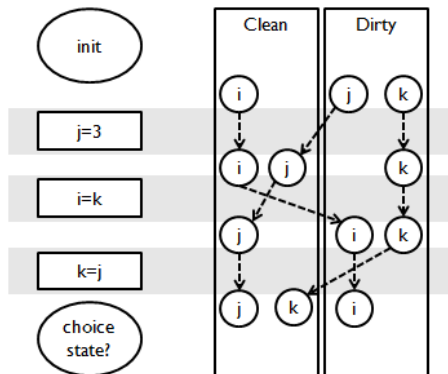 Clean Dirty
init
i j k
j=3
i j k
i=k
j i k
k=j
j k i
choice
state?